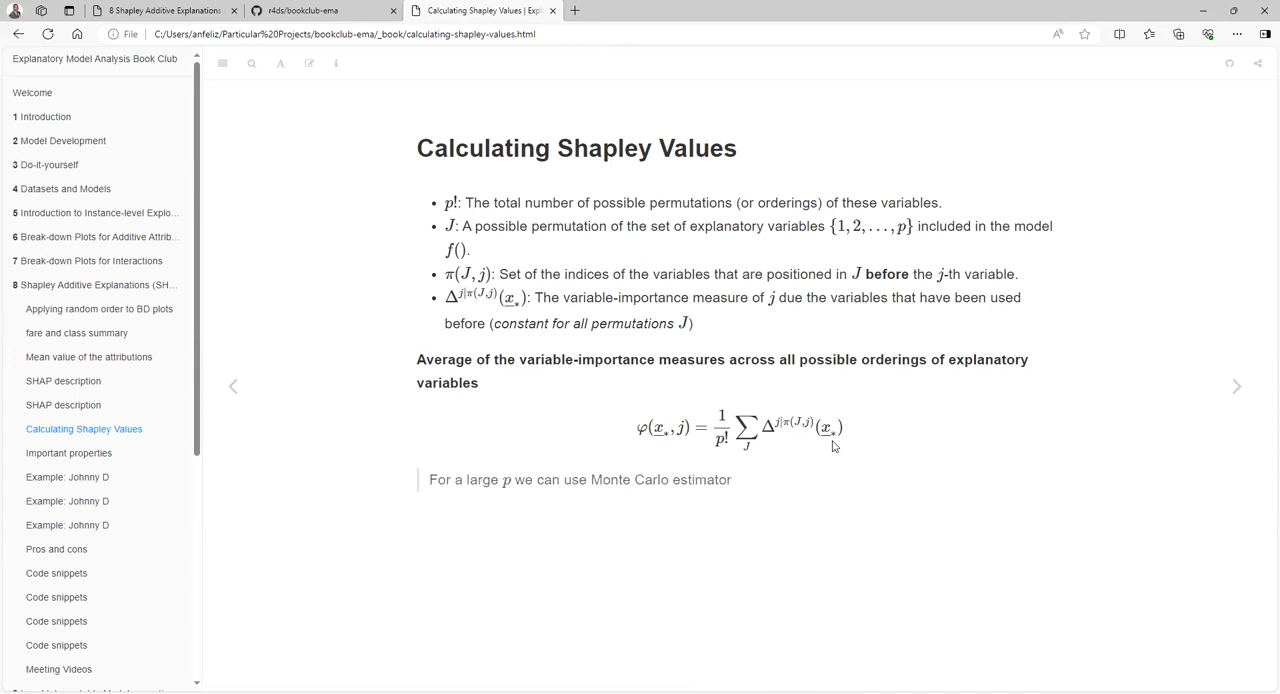 8 Shapley Additive Explanations
r4ds/bookclub-ema
Calculating Shapley Values | Expl
File
C:/Users/anfeliz/Particular%20Projects/bookclub-ema/_book/calculating-shapley-values.html
Explanatory Model Analysis Book Club
Welcome
1 Introduction
2 Model Development
3 Do-it-yourself
4 Datasets and Models
5 Introduction to Instance-level Explo...
6 Break-down Plots for Additive Attrib...
7 Break-down Plots for Interactions
8 Shapley Additive Explanations (SH...
Applying random order to BD plots
fare and class summary
Mean value of the attributions
SHAP description
SHAP description
Calculating Shapley Values
Important properties
Example: Johnny D
Example: Johnny D
Example: Johnny D
Pros and cons
Code snippets
Code snippets
Code snippets
Code snippets
Meeting Videos
Calculating Shapley Values
• p!: The total number of possible permutations (or orderings) of these variables.
• J: A possible permutation of the set of explanatory variables {1, 2, . . . , p} included in the model
f().
• π(J, j): Set of the indices of the variables that are positioned in J before the j-th variable.
• Δ^{j|π(J,j)}(x̲_*): The variable-importance measure of j due the variables that have been used
before (constant for all permutations J)
Average of the variable-importance measures across all possible orderings of explanatory
variables
φ(x̲_*, j) = 1/p! ∑_J Δ^{j|π(J,j)}(x̲_*)
For a large p we can use Monte Carlo estimator